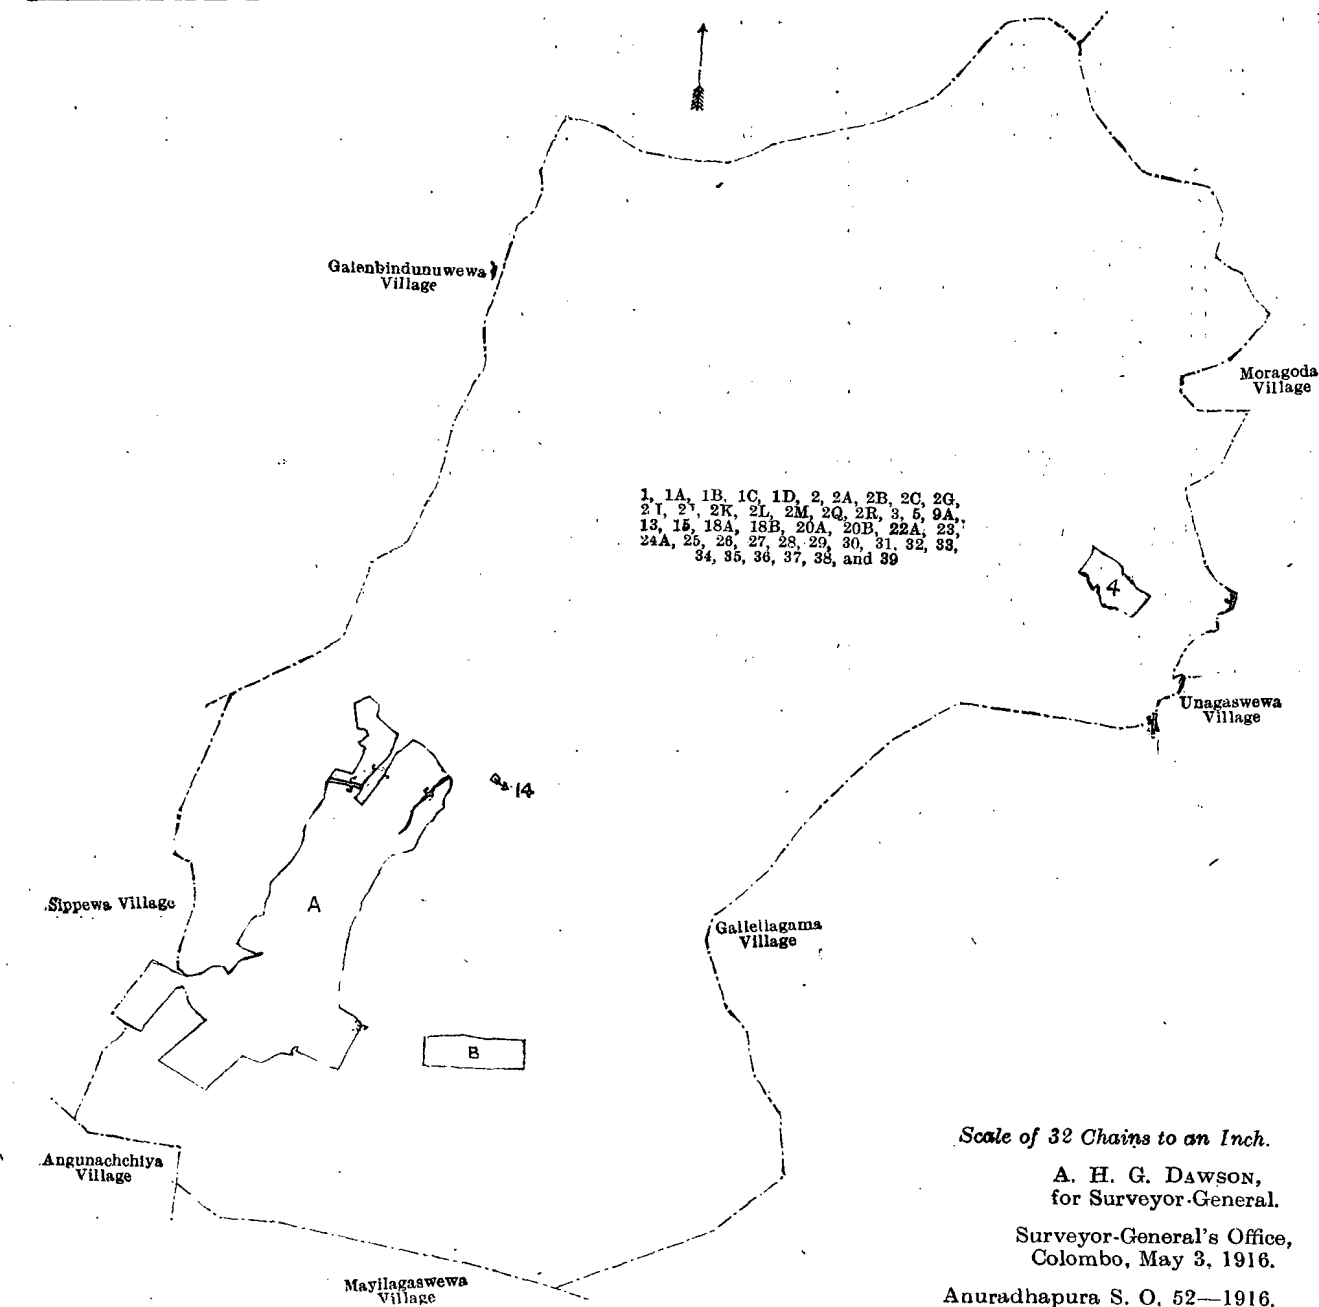 Galenbindunuwewa
Village
Moragoda
Village
1, 1A, 1B, 1C, 1D, 2, 2A, 2B, 2C, 2G,
2K, 2L, 2M, 2Q, 2R, 3, 5, 9A,
13, 15, 18A, 18B, 20A, 20B, 22A, 23,
24A, 25, 26, 27, 28, 29, 30, 31, 32, 33,
34, 35, 36, 37, 38, and 39
4
Unagaswewa
Village
14
A
Sippewa Village
Gallellagama
Village
B
Angunachchiya
Village
Mayilagaswewa
Village
Scale of 32 Chains to an Inch.
A. H. G. DAWSON,
for Surveyor-General.
Surveyor-General's Office,
Colombo, May 3, 1916.
Anuradhapura S. O. 52—1916.